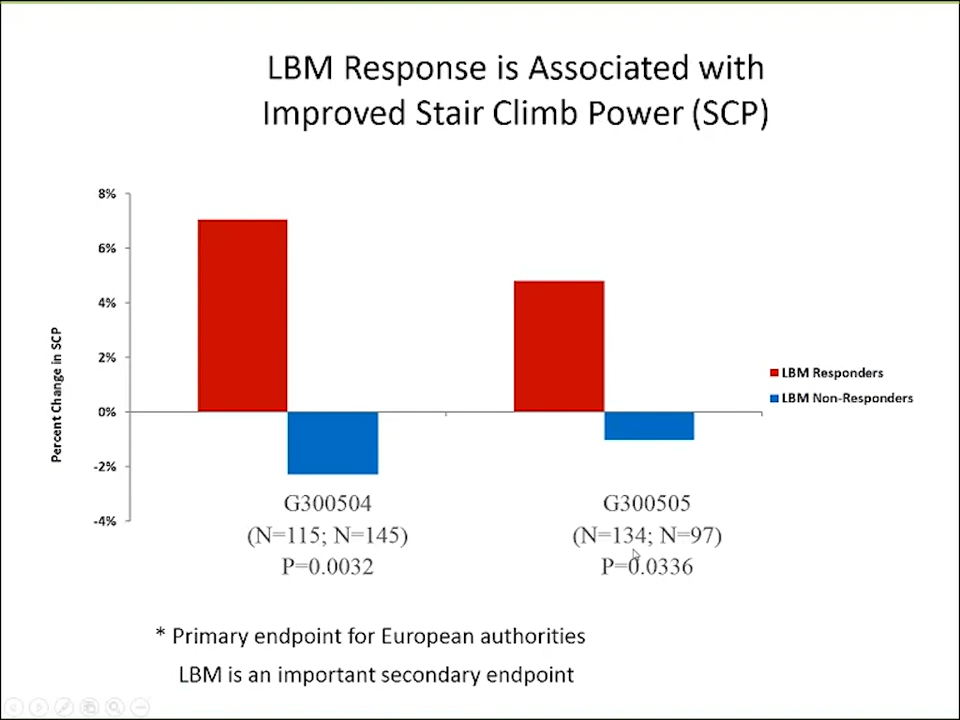 LBM Response is Associated with
Improved Stair Climb Power (SCP)
8%
6%
4%
2%
0%
-2%
-4%
Percent Change in SCP
LBM Responders
LBM Non-Responders
G300504
(N=115; N=145)
P=0.0032
G300505
(N=134; N=97)
P=0.0336
* Primary endpoint for European authorities
LBM is an important secondary endpoint